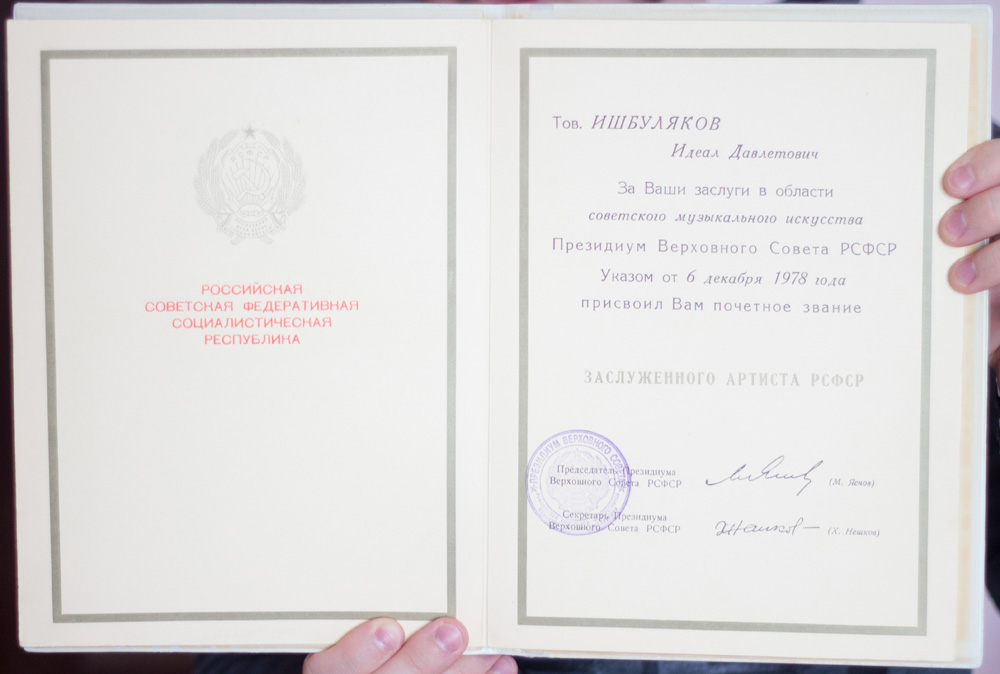 РОССИЙСКАЯ
СОВЕТСКАЯ ФЕДЕРАТИВНАЯ
СОЦИАЛИСТИЧЕСКАЯ
РЕСПУБЛИКА
Тов. ИШБУЛЯКОВ
Идеал Давлетович
За Ваши заслуги в области
советского музыкального искусства
Президиум Верховного Совета РСФСР
Указом от 6 декабря 1978 года
присвоил Вам почетное звание
ЗАСЛУЖЕННОГО АРТИСТА РСФСР
ПРЕЗИДИУМ ВЕРХОВНОГО
Председатель Президиума
Верховного Совета РСФСР
(М. Яснов)
Секретарь Президиума
Верховного Совета РСФСР
(Х. Нешков)